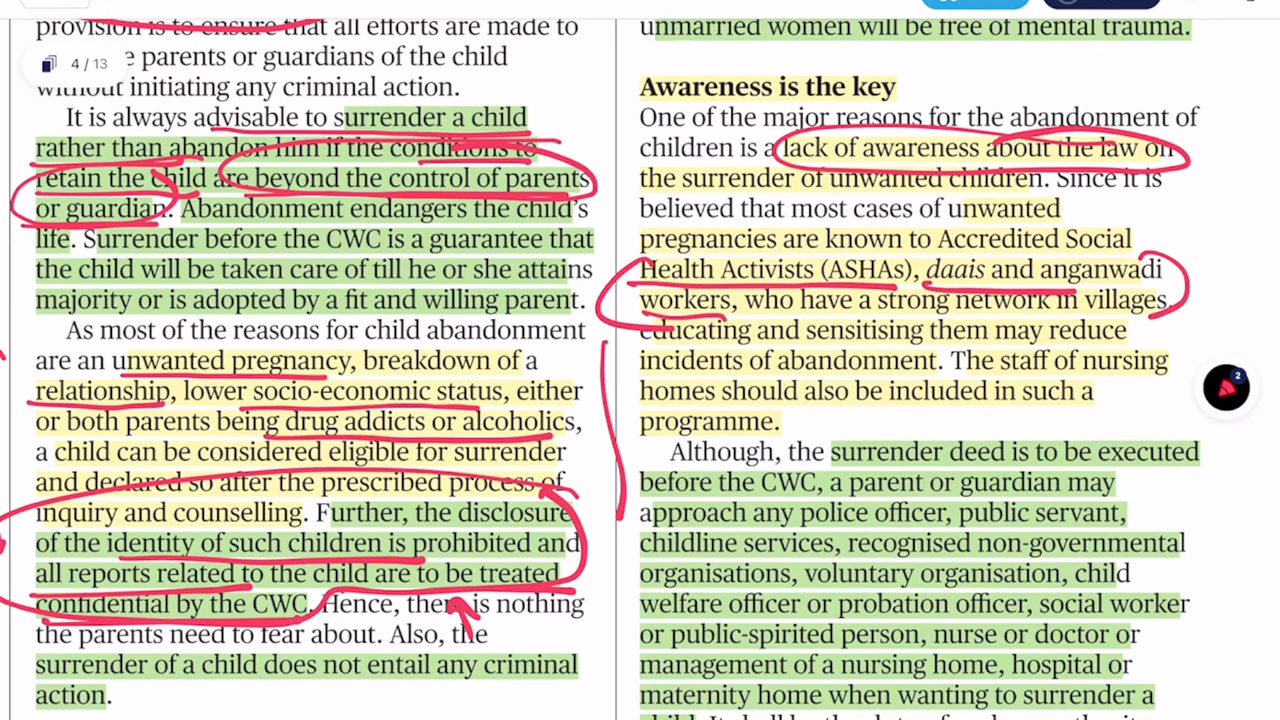 provision is to ensure that all efforts are made to
e parents or guardians of the child
without initiating any criminal action.
It is always advisable to surrender a child
rather than abandon him if the conditions to
retain the child are beyond the control of parents
or guardian. Abandonment endangers the child's
life. Surrender before the CWC is a guarantee that
the child will be taken care of till he or she attains
majority or is adopted by a fit and willing parent.
As most of the reasons for child abandonment
are an unwanted pregnancy, breakdown of a
relationship, lower socio-economic status, either
or both parents being drug addicts or alcoholics,
a child can be considered eligible for surrender
and declared so after the prescribed process of
inquiry and counselling. Further, the disclosure
of the identity of such children is prohibited and
all reports related to the child are to be treated
confidential by the CWC. Hence, there is nothing
the parents need to fear about. Also, the
surrender of a child does not entail any criminal
action.
4 / 13
unmarried women will be free of mental trauma.
Awareness is the key
One of the major reasons for the abandonment of
children is a lack of awareness about the law on
the surrender of unwanted children. Since it is
believed that most cases of unwanted
pregnancies are known to Accredited Social
Health Activists (ASHAs), daais and anganwadi
workers, who have a strong network in villages,
educating and sensitising them may reduce
incidents of abandonment. The staff of nursing
homes should also be included in such a
programme.
Although, the surrender deed is to be executed
before the CWC, a parent or guardian may
approach any police officer, public servant,
childline services, recognised non-governmental
organisations, voluntary organisation, child
welfare officer or probation officer, social worker
or public-spirited person, nurse or doctor or
management of a nursing home, hospital or
maternity home when wanting to surrender a
2